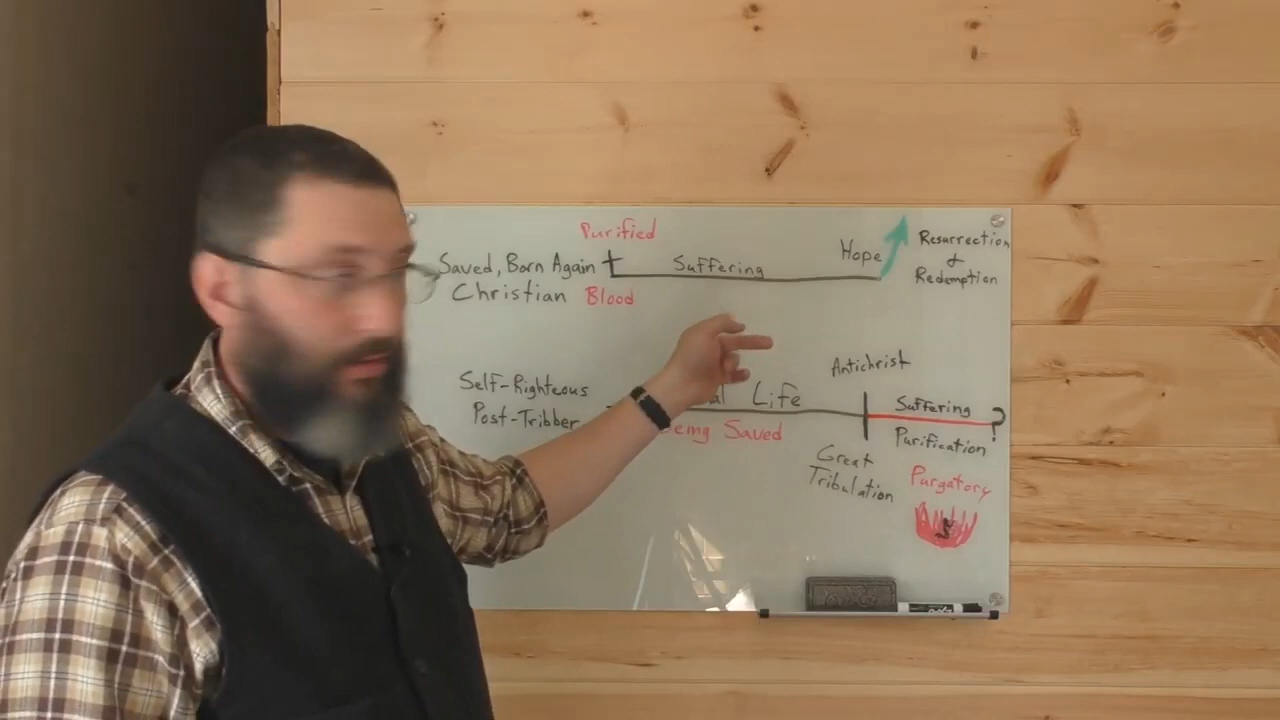 Purified
Saved, Born Again
Christian Blood
Suffering
Hope
Resurrection
&
Redemption
Self-Righteous
Post-Tribber
Life
Being Saved
Antichrist
Great
Tribulation
Suffering ?
Purification
Purgatory